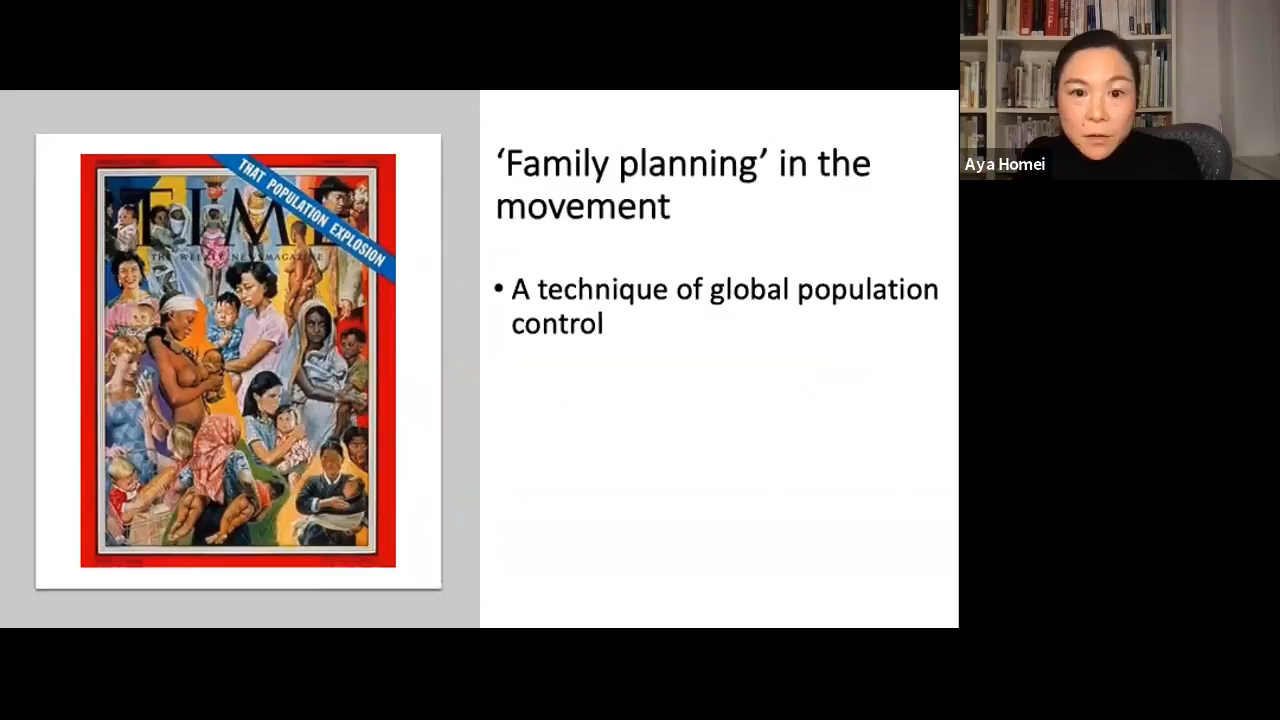 THAT POPULATION EXPLOSION
TIME
THE WEEKLY NEWSMAGAZINE
‘Family planning’ in the
movement
• A technique of global population
control
Aya Homei